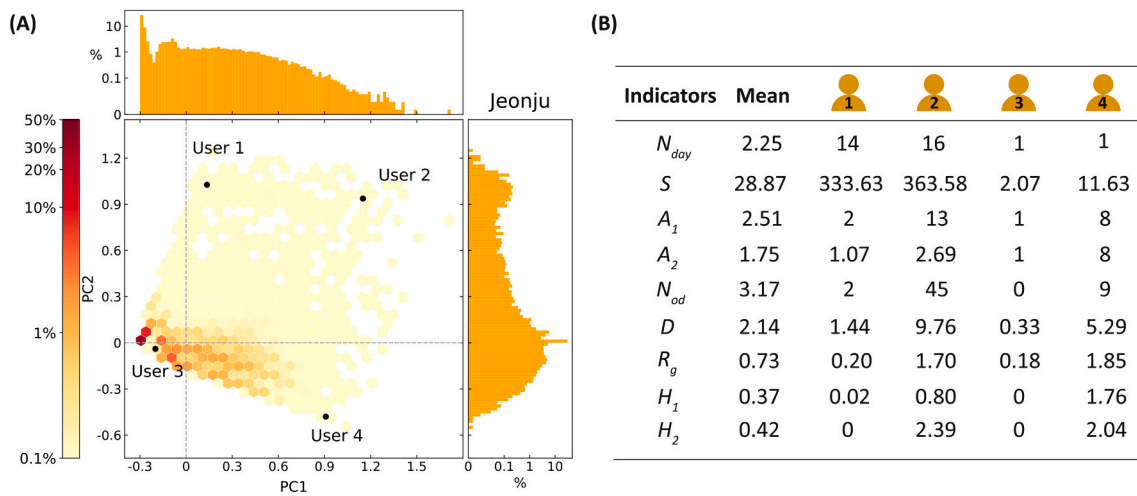 (A)
%
10
1
0.1
0
Jeonju
50%
30%
20%
10%
1%
0.1%
PC2
1.2
0.9
0.6
0.3
0
-0.3
-0.6
User 1
User 2
User 3
User 4
-0.3 0 0.3 0.6 0.9 1.2 1.5
PC1
0 0.1 1 10
%
(B)
Indicators Mean 1 2 3 4
N_day 2.25 14 16 1 1
S 28.87 333.63 363.58 2.07 11.63
A_1 2.51 2 13 1 8
A_2 1.75 1.07 2.69 1 8
N_od 3.17 2 45 0 9
D 2.14 1.44 9.76 0.33 5.29
R_g 0.73 0.20 1.70 0.18 1.85
H_1 0.37 0.02 0.80 0 1.76
H_2 0.42 0 2.39 0 2.04